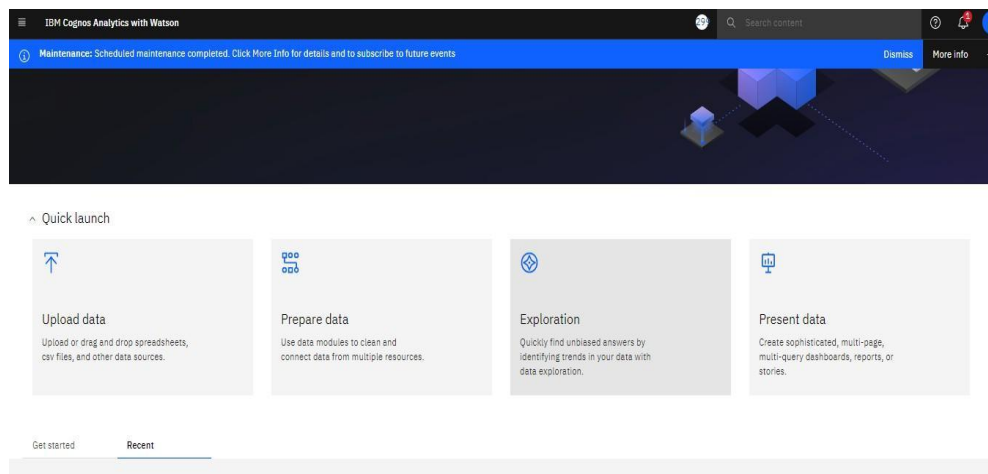 IBM Cognos Analytics with Watson
Search content
Maintenance: Scheduled maintenance completed. Click More Info for details and to subscribe to future events
Dismiss
More info
Quick launch
Upload data
Upload or drag and drop spreadsheets,
csv files, and other data sources.
Prepare data
Use data modules to clean and
connect data from multiple resources.
Exploration
Quickly find unbiased answers by
identifying trends in your data with
data exploration.
Present data
Create sophisticated, multi-page,
multi-query dashboards, reports, or
stories.
Get started
Recent